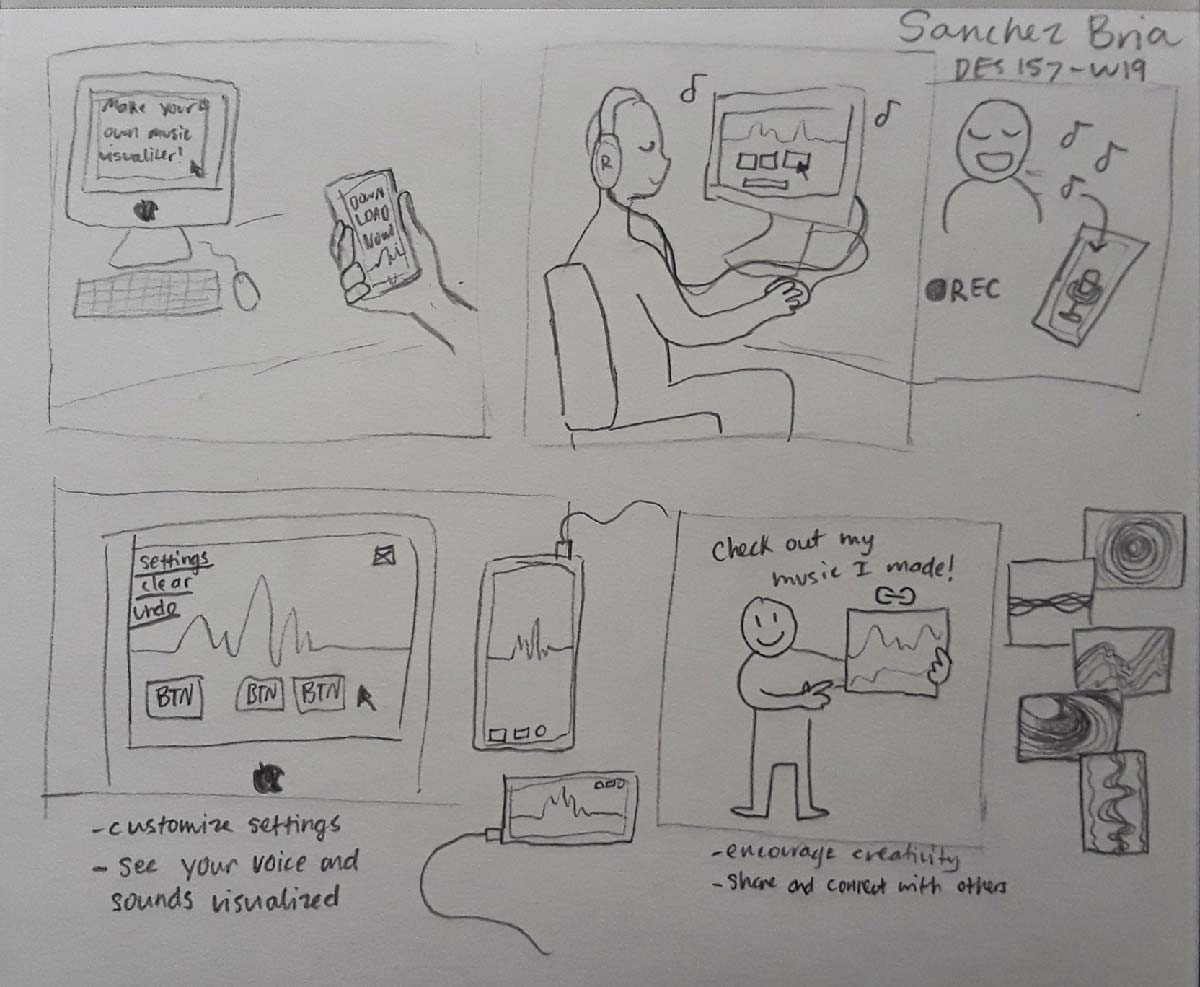 Sanchez Bria
DES 157-W19
Make your
own music
visualizer!
DOWN
LOAD
Now!
R
REC
settings
clear
undo
BTN
BTN
BTN
- customize settings
- see your voice and
sounds visualized
Check out my
music I made!
- encourage creativity
- share and connect with others